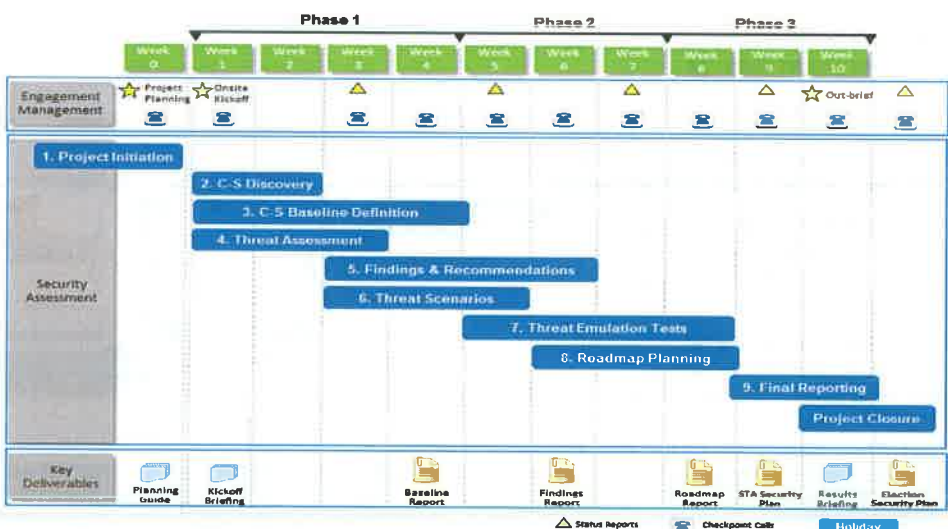 Phase 1 Phase 2 Phase 3
Week Week Week Week Week Week Week Week Week Week Week
0 1 2 3 4 5 6 7 8 9 10
Engagement
Management
Project
Planning
Onsite
Kickoff
Out-brief
1. Project Initiation
2. C-S Discovery
3. C-S Baseline Definition
4. Threat Assessment
5. Findings & Recommendations
6. Threat Scenarios
7. Threat Emulation Tests
8. Roadmap Planning
9. Final Reporting
Project Closure
Security
Assessment
Key
Deliverables
Planning
Guide
Kickoff
Briefing
Baseline
Report
Findings
Report
Roadmap
Report
STA Security
Plan
Results
Briefing
Election
Security Plan
Status Reports Checkpoint Calls Holiday